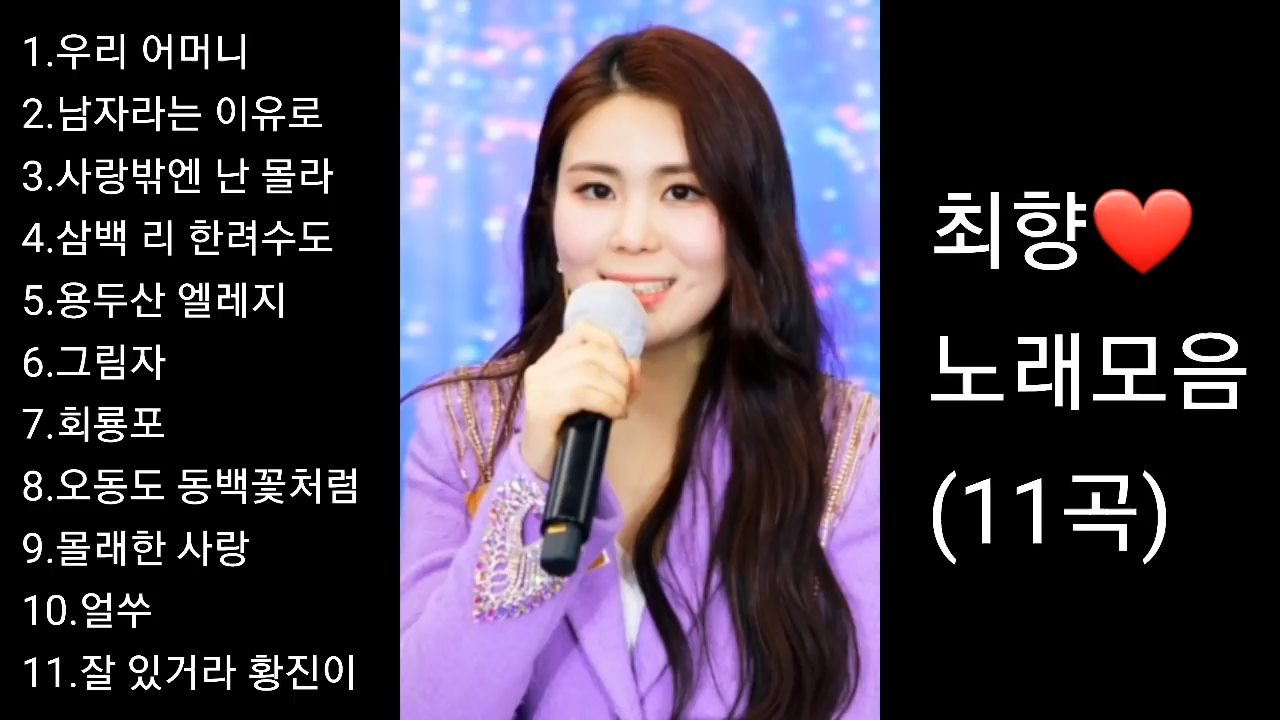 1.우리 어머니
2.남자라는 이유로
3.사랑밖엔 난 몰라
4.삼백 리 한려수도
5.용두산 엘레지
6.그림자
7.회룡포
8.오동도 동백꽃처럼
9.몰래한 사랑
10.얼쑤
11.잘 있거라 황진이
최향❤️
노래모음
(11곡)